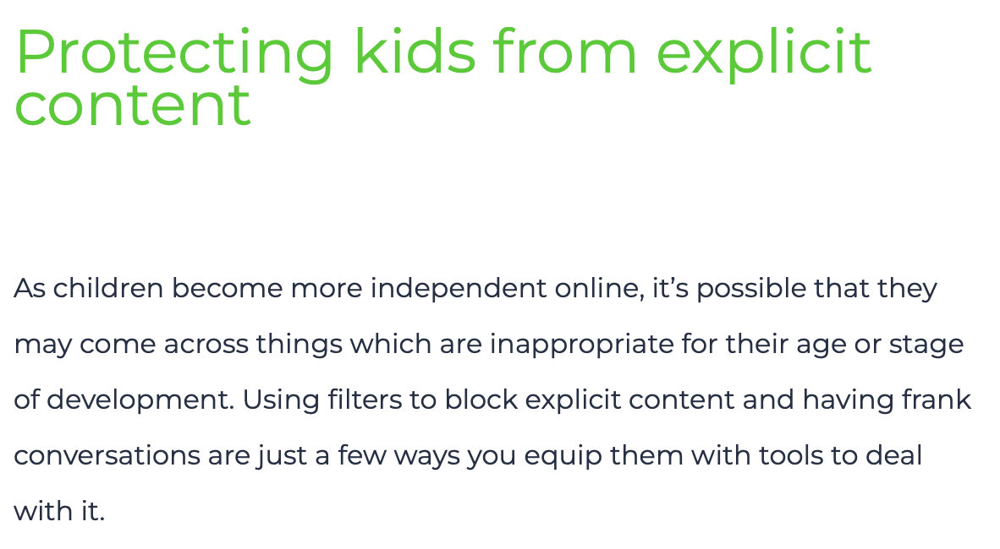 Protecting kids from explicit
content
As children become more independent online, it’s possible that they
may come across things which are inappropriate for their age or stage
of development. Using filters to block explicit content and having frank
conversations are just a few ways you equip them with tools to deal
with it.